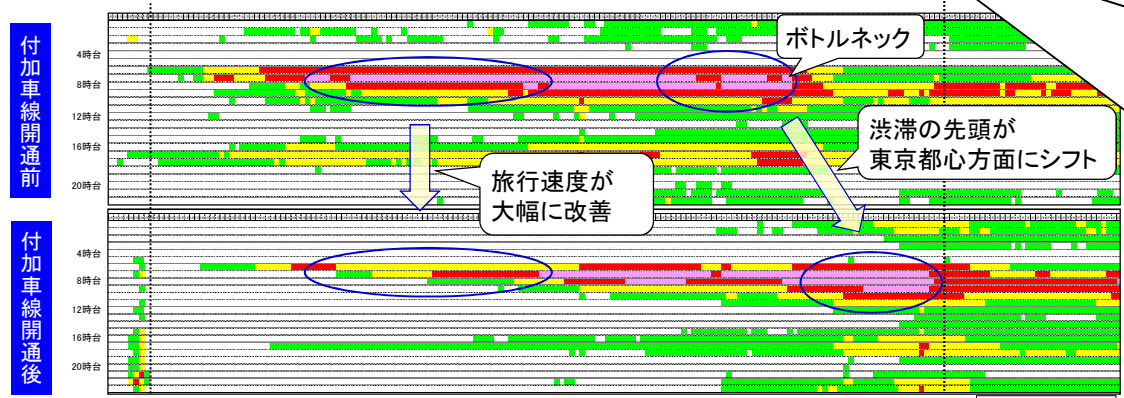 付加車線開通前
4時台
8時台
12時台
16時台
20時台
ボトルネック
渋滞の先頭が
東京都心方面にシフト
旅行速度が
大幅に改善
付加車線開通後
4時台
8時台
12時台
16時台
20時台